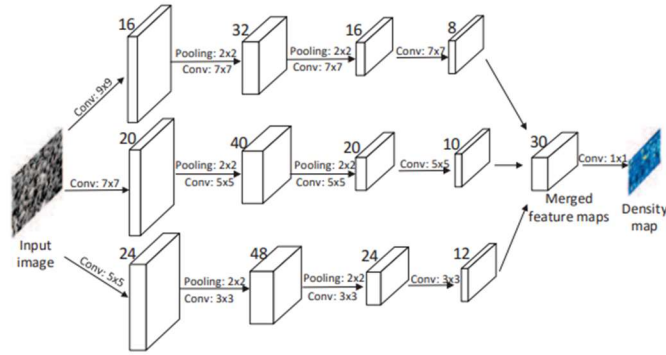 16
32
16
8
Pooling: 2x2
Conv: 7x7
Pooling: 2x2
Conv: 7x7
Conv: 7x7
Conv: 9x9
20
40
20
10
30
Pooling: 2x2
Conv: 5x5
Pooling: 2x2
Conv: 5x5
Conv: 5x5
Conv: 1x1
Conv: 7x7
Input
image
Merged
feature maps
Density
map
Conv: 5x5
24
48
24
12
Pooling: 2x2
Conv: 3x3
Pooling: 2x2
Conv: 3x3
Conv: 3x3